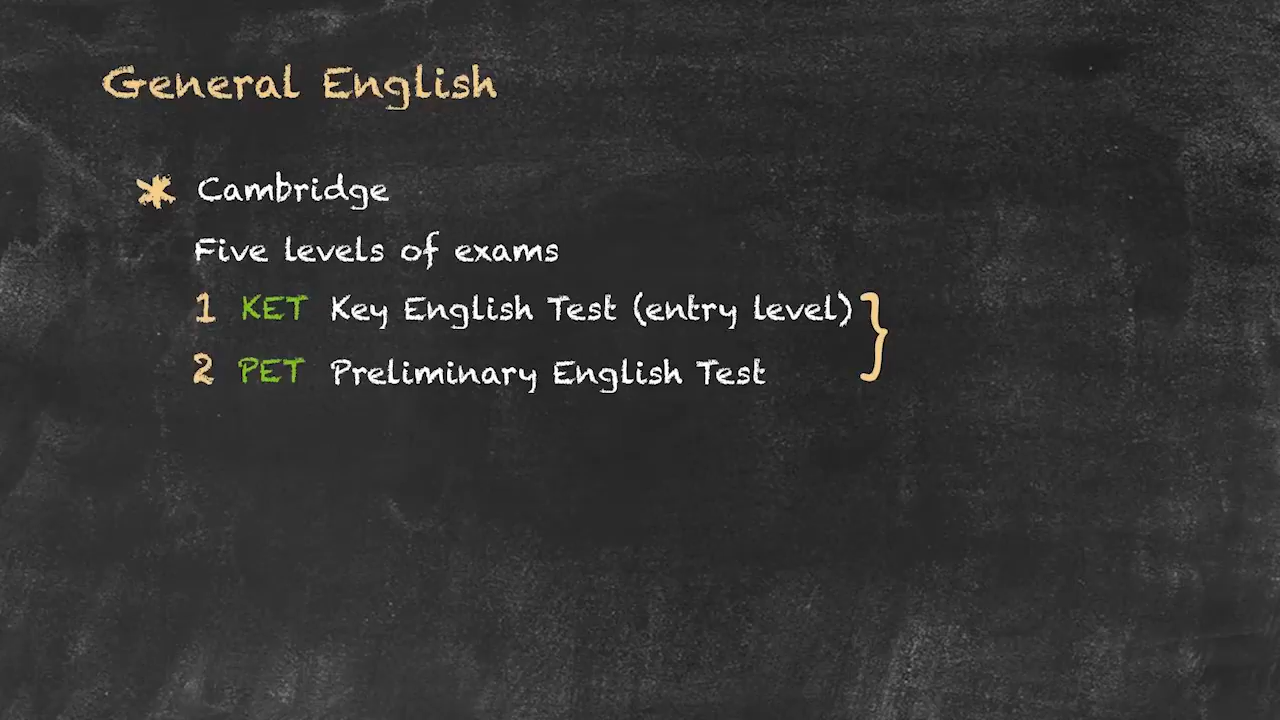 General English
* Cambridge
Five levels of exams
1 KET Key English Test (entry level) }
2 PET Preliminary English Test